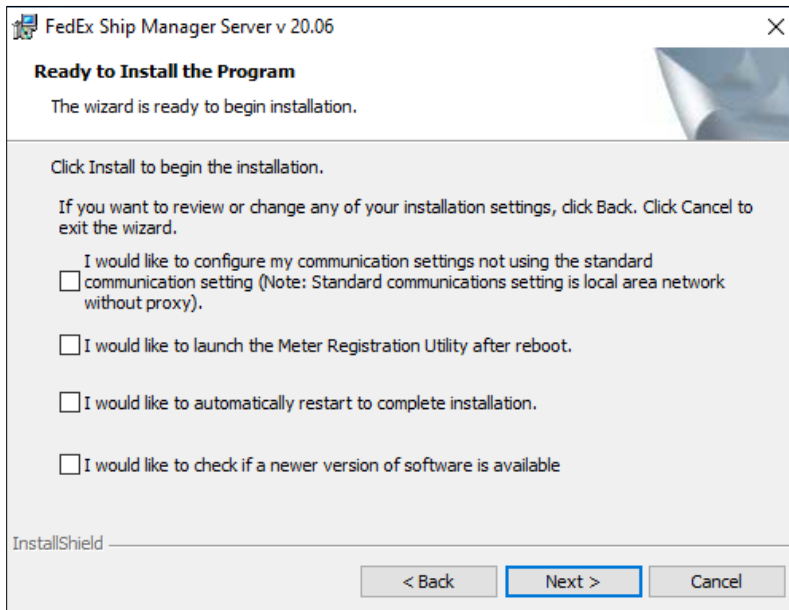 FedEx Ship Manager Server v 20.06
Ready to Install the Program
The wizard is ready to begin installation.
Click Install to begin the installation.
If you want to review or change any of your installation settings, click Back. Click Cancel to
exit the wizard.
I would like to configure my communication settings not using the standard
communication setting (Note: Standard communications setting is local area network
without proxy).
I would like to launch the Meter Registration Utility after reboot.
I would like to automatically restart to complete installation.
I would like to check if a newer version of software is available
InstallShield
< Back Next > Cancel